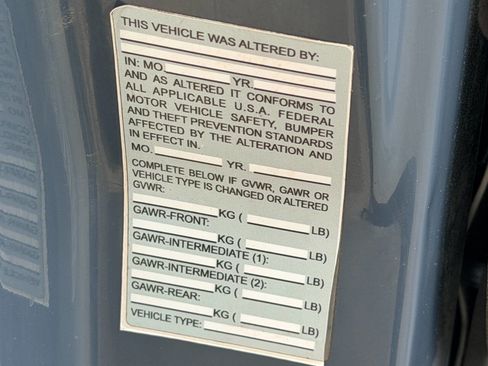 THIS VEHICLE WAS ALTERED BY:
IN: MO. YR.
AND AS ALTERED IT CONFORMS TO
ALL APPLICABLE U.S.A. FEDERAL
MOTOR VEHICLE SAFETY, BUMPER
AND THEFT PREVENTION STANDARDS
AFFECTED BY THE ALTERATION AND
IN EFFECT IN.
MO. YR.
COMPLETE BELOW IF GVWR, GAWR OR
VEHICLE TYPE IS CHANGED OR ALTERED
GVWR:
KG ( LB)
GAWR-FRONT:
KG ( LB)
GAWR-INTERMEDIATE (1):
KG ( LB)
GAWR-INTERMEDIATE (2):
KG ( LB)
GAWR-REAR:
KG ( LB)
VEHICLE TYPE: